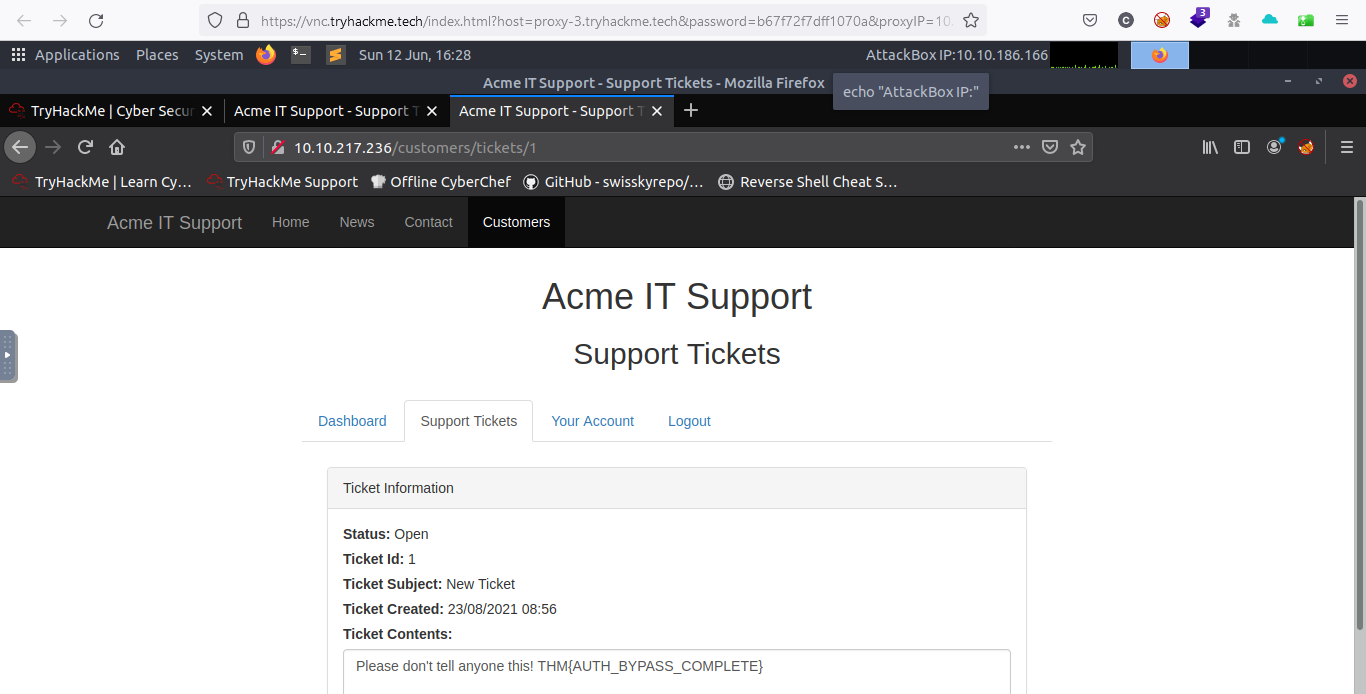 https://vnc.tryhackme.tech/index.html?host=proxy-3.tryhackme.tech&password=b67f72f7dff1070a&proxyIP=10.
3
Applications Places System Sun 12 Jun, 16:28 AttackBox IP:10.10.186.166
Acme IT Support - Support Tickets - Mozilla Firefox
echo "AttackBox IP:"
TryHackMe | Cyber Secur Acme IT Support - Support T Acme IT Support - Support T
10.10.217.236/customers/tickets/1
TryHackMe | Learn Cy… TryHackMe Support Offline CyberChef GitHub - swisskyrepo/… Reverse Shell Cheat S…
Acme IT Support Home News Contact Customers
Acme IT Support
Support Tickets
Dashboard Support Tickets Your Account Logout
Ticket Information
Status: Open
Ticket Id: 1
Ticket Subject: New Ticket
Ticket Created: 23/08/2021 08:56
Ticket Contents:
Please don't tell anyone this! THM{AUTH_BYPASS_COMPLETE}